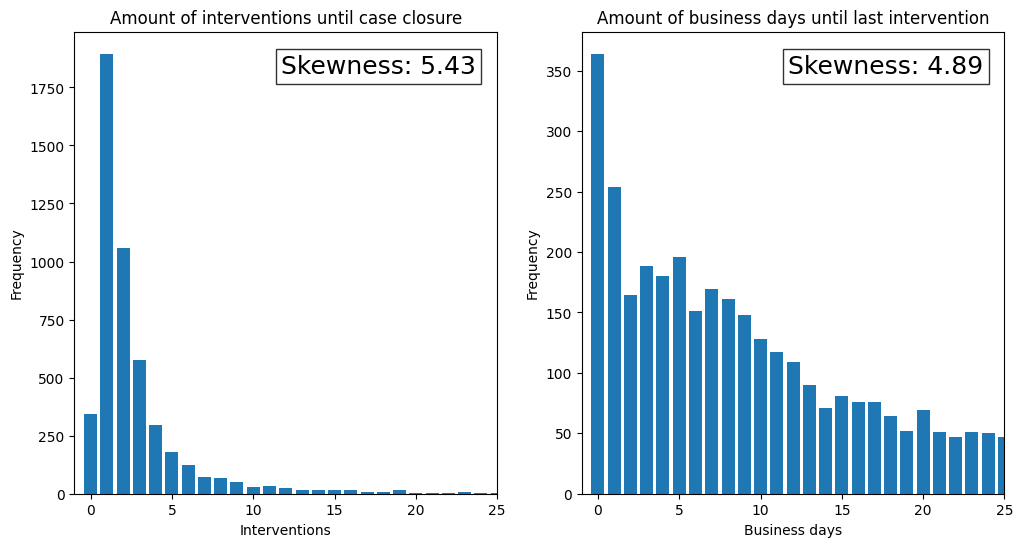 Amount of interventions until case closure
Skewness: 5.43
Frequency
1750
1500
1250
1000
750
500
250
0
0 5 10 15 20 25
Interventions
Amount of business days until last intervention
Skewness: 4.89
Frequency
350
300
250
200
150
100
50
0
0 5 10 15 20 25
Business days